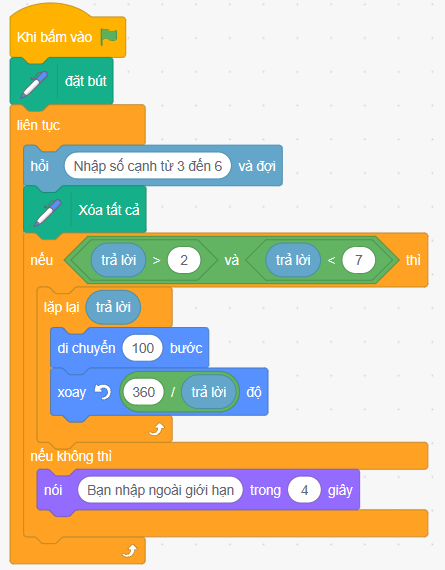 Khi bấm vào
đặt bút
liên tục
hỏi Nhập số cạnh từ 3 đến 6 và đợi
Xóa tất cả
nếu trả lời > 2 và trả lời < 7 thì
lặp lại trả lời
di chuyển 100 bước
xoay 360 / trả lời độ
nếu không thì
nói Bạn nhập ngoài giới hạn trong 4 giây